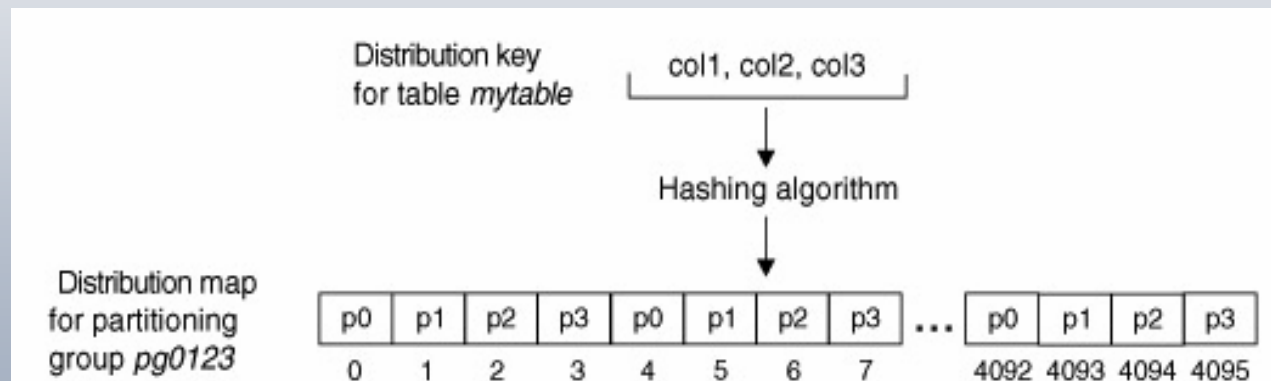 Distribution key
for table mytable
col1, col2, col3
Hashing algorithm
Distribution map
for partitioning
group pg0123
p0 p1 p2 p3 p0 p1 p2 p3 ... p0 p1 p2 p3
0 1 2 3 4 5 6 7 4092 4093 4094 4095